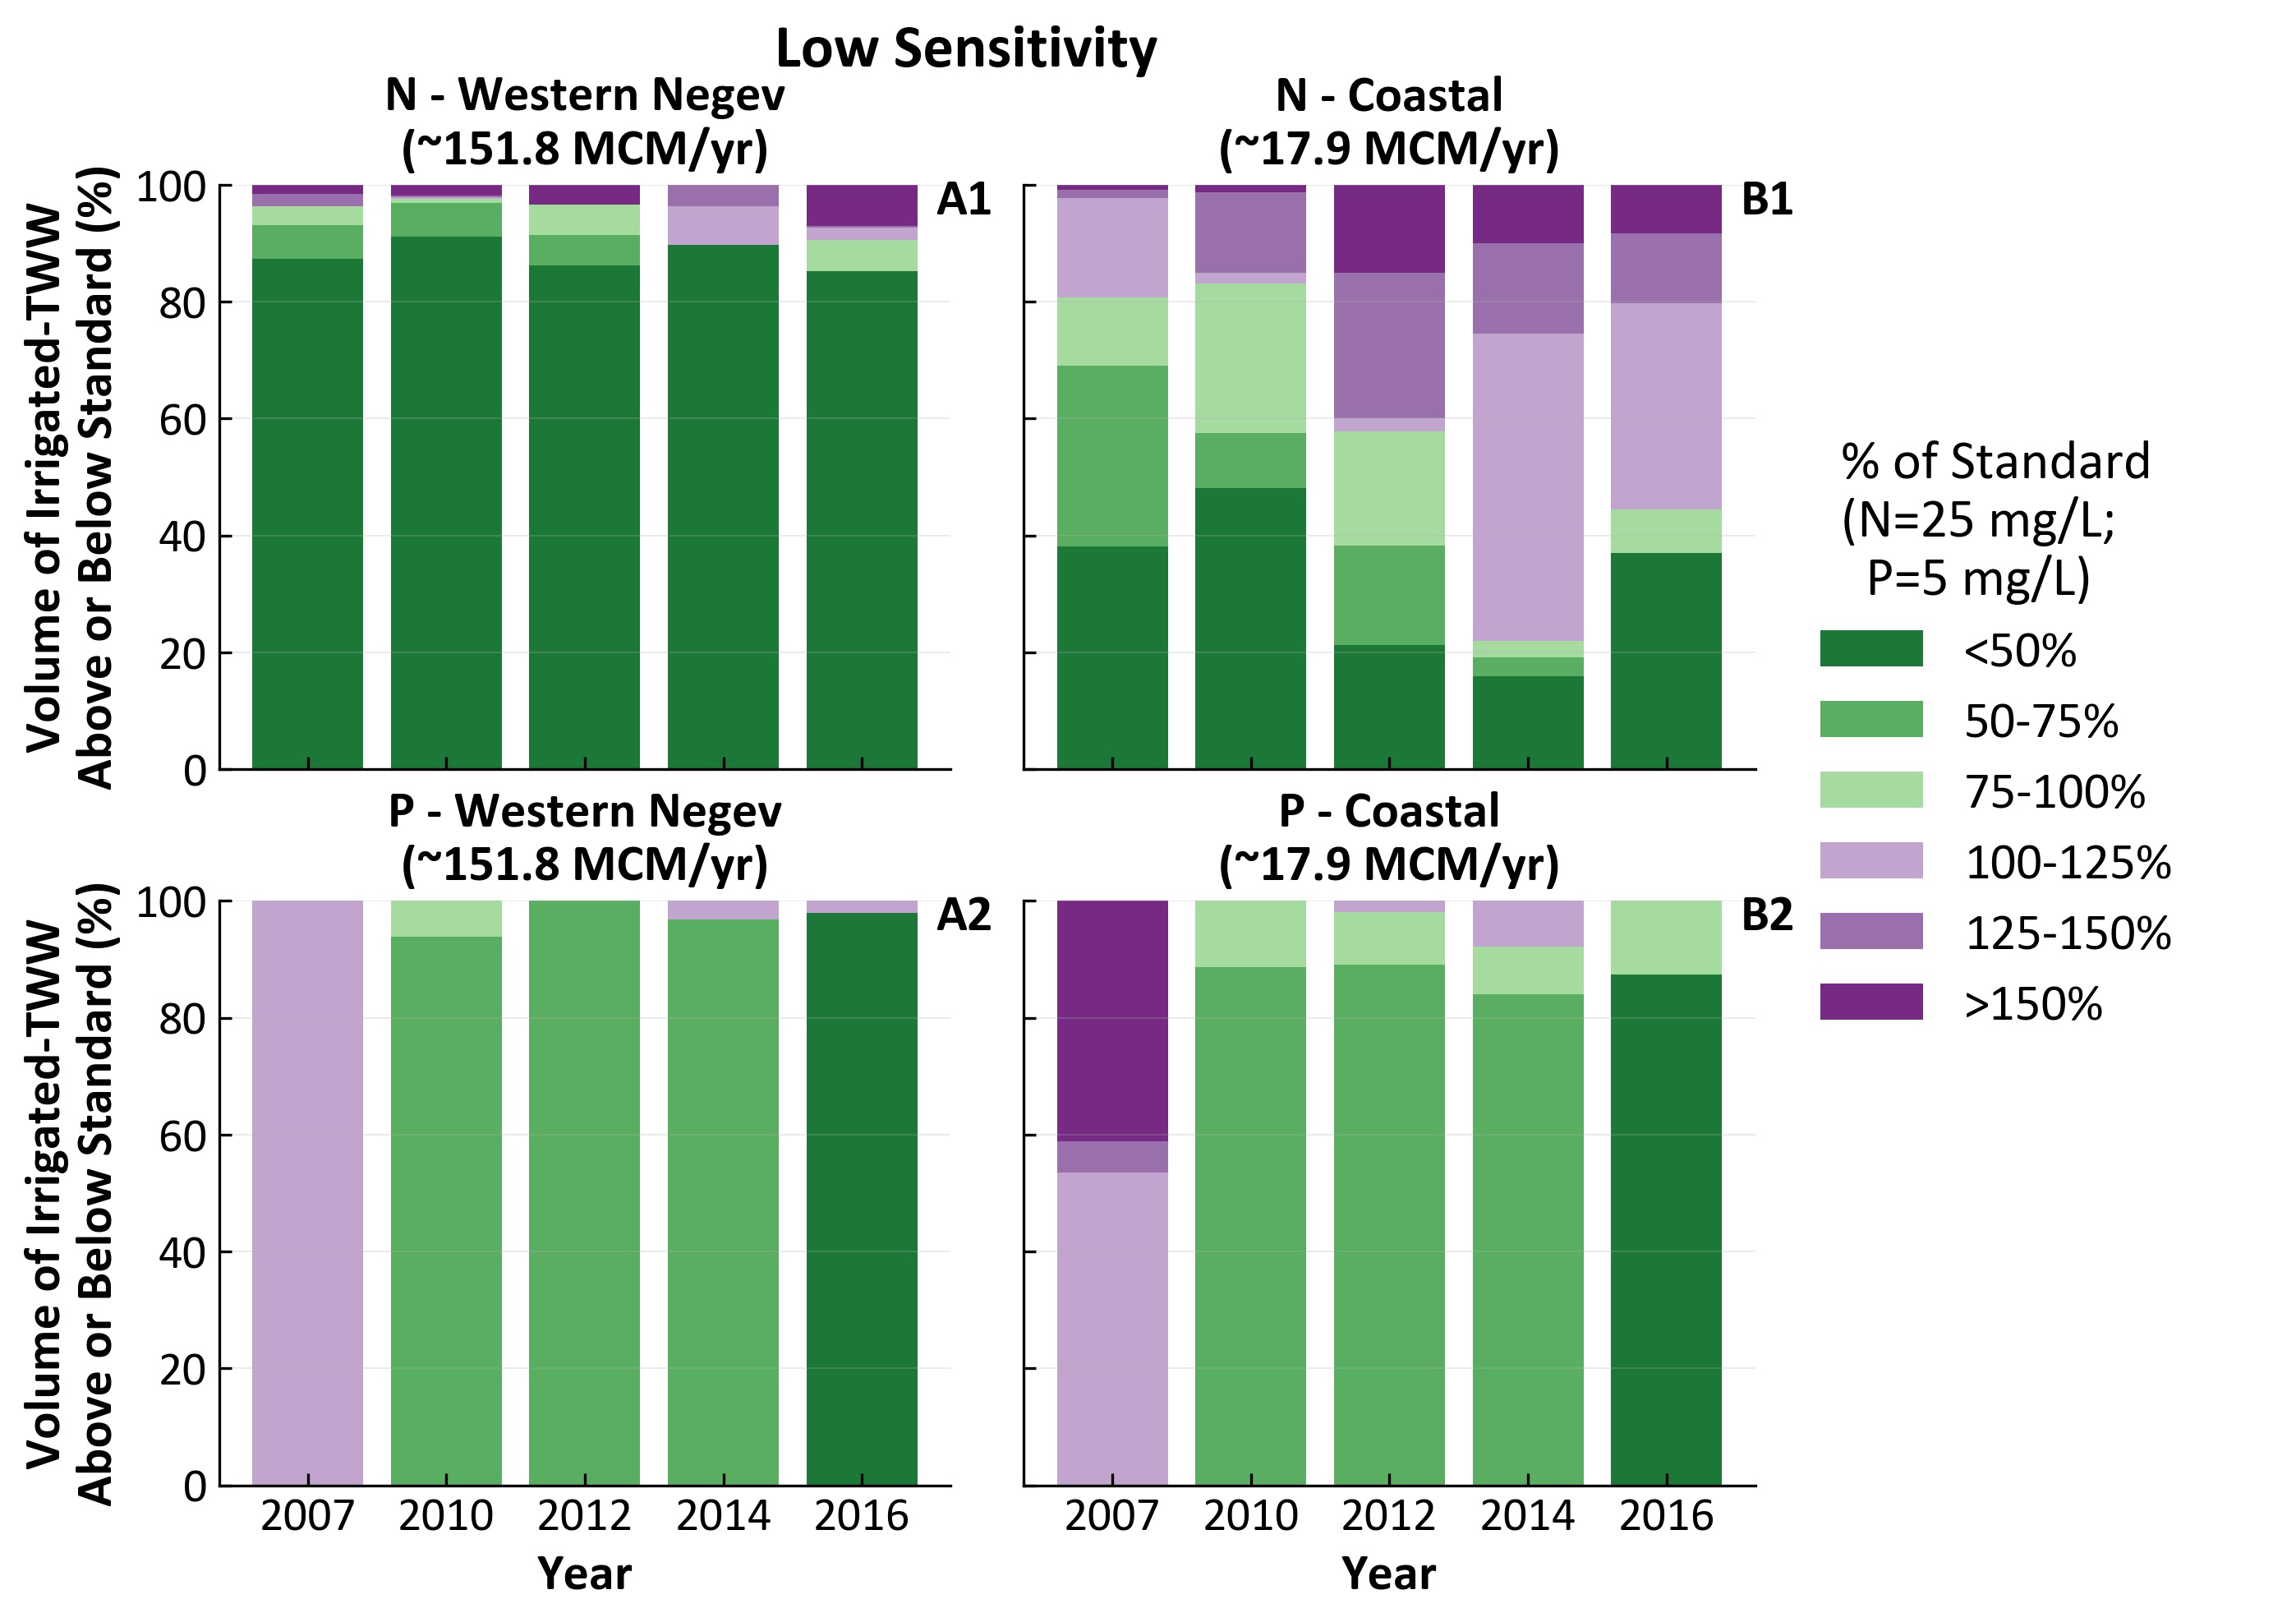 Low Sensitivity
N - Western Negev
(~151.8 MCM/yr)
N - Coastal
(~17.9 MCM/yr)
Volume of Irrigated-TWW
Above or Below Standard (%)
100
80
60
40
20
0
A1
B1
P - Western Negev
(~151.8 MCM/yr)
P - Coastal
(~17.9 MCM/yr)
Volume of Irrigated-TWW
Above or Below Standard (%)
100
80
60
40
20
0
A2
B2
2007 2010 2012 2014 2016
Year
2007 2010 2012 2014 2016
Year
% of Standard
(N=25 mg/L;
P=5 mg/L)
<50%
50-75%
75-100%
100-125%
125-150%
>150%